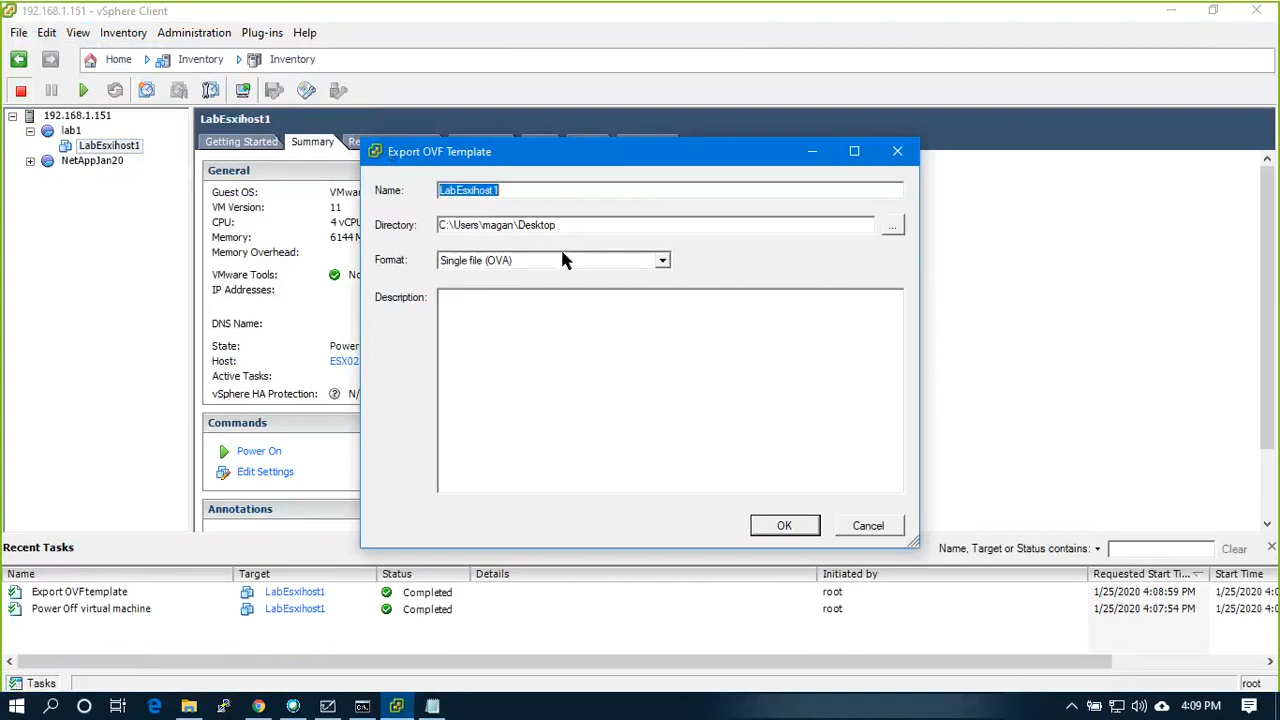 192.168.1.151 - vSphere Client
File Edit View Inventory Administration Plug-ins Help
Home Inventory Inventory
192.168.1.151
lab1
LabEsxihost1
NetAppJan20
LabEsxihost1
Getting Started Summary
General
Guest OS: VMwa
VM Version: 11
CPU: 4 vCPU
Memory: 6144 M
Memory Overhead:
VMware Tools: No
IP Addresses:
DNS Name:
State: Power
Host: ESX02
Active Tasks:
vSphere HA Protection: N/
Commands
Power On
Edit Settings
Annotations
Export OVF Template
Name: LabEsxihost1
Directory: C:\Users\magan\Desktop ...
Format: Single file (OVA)
Description:
OK Cancel
Recent Tasks
Name, Target or Status contains: Clear
Name Target Status Details Initiated by Requested Start Ti... Start Time
Export OVF template LabEsxihost1 Completed root 1/25/2020 4:08:59 PM 1/25/2020
Power Off virtual machine LabEsxihost1 Completed root 1/25/2020 4:07:54 PM 1/25/2020
Tasks root
4:09 PM